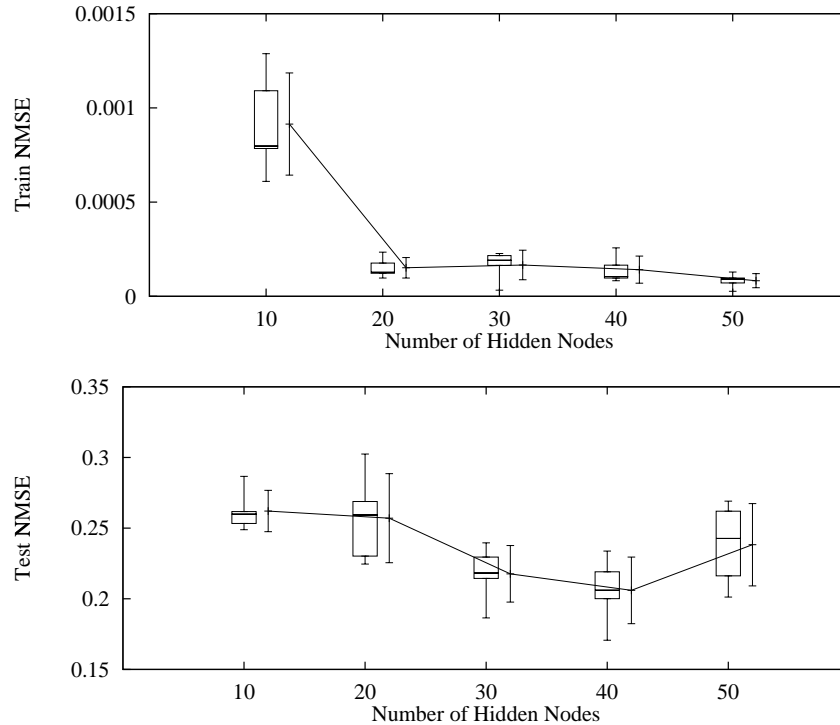 0.0015
0.001
0.0005
0
Train NMSE
10 20 30 40 50
Number of Hidden Nodes
0.35
0.3
0.25
0.2
0.15
Test NMSE
10 20 30 40 50
Number of Hidden Nodes